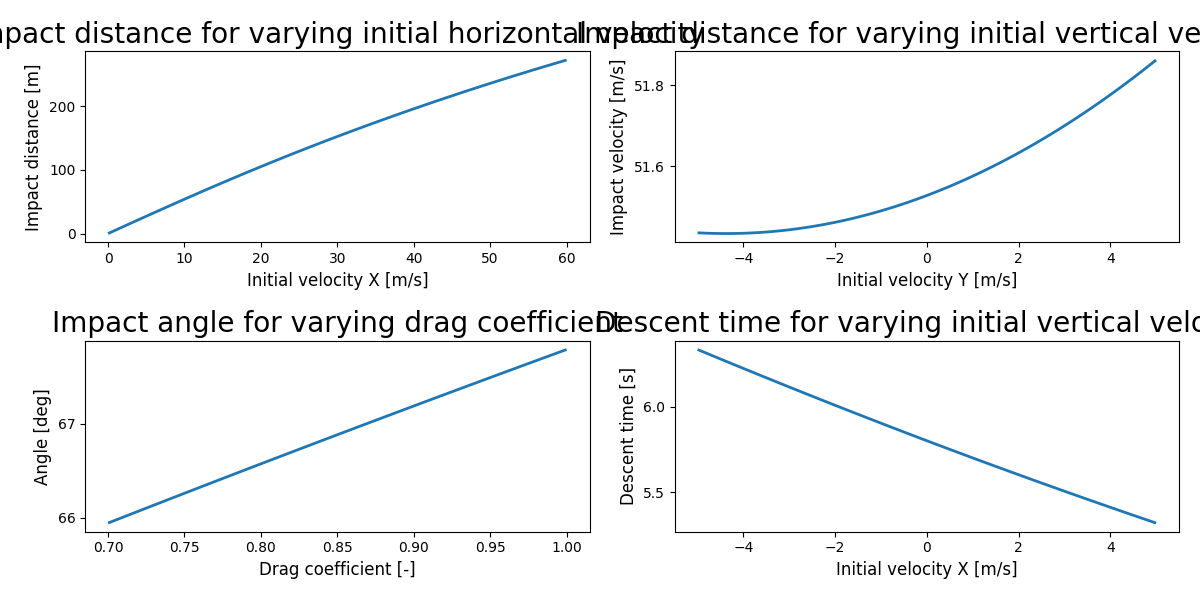 pact distance for varying initial horizontal velocity
Impact distance for varying initial vertical ve
Impact distance [m]
200
100
0
0 10 20 30 40 50 60
Initial velocity X [m/s]
Impact velocity [m/s]
51.8
51.6
−4 −2 0 2 4
Initial velocity Y [m/s]
Impact angle for varying drag coefficient
Descent time for varying initial vertical velo
Angle [deg]
67
66
0.70 0.75 0.80 0.85 0.90 0.95 1.00
Drag coefficient [-]
Descent time [s]
6.0
5.5
−4 −2 0 2 4
Initial velocity X [m/s]